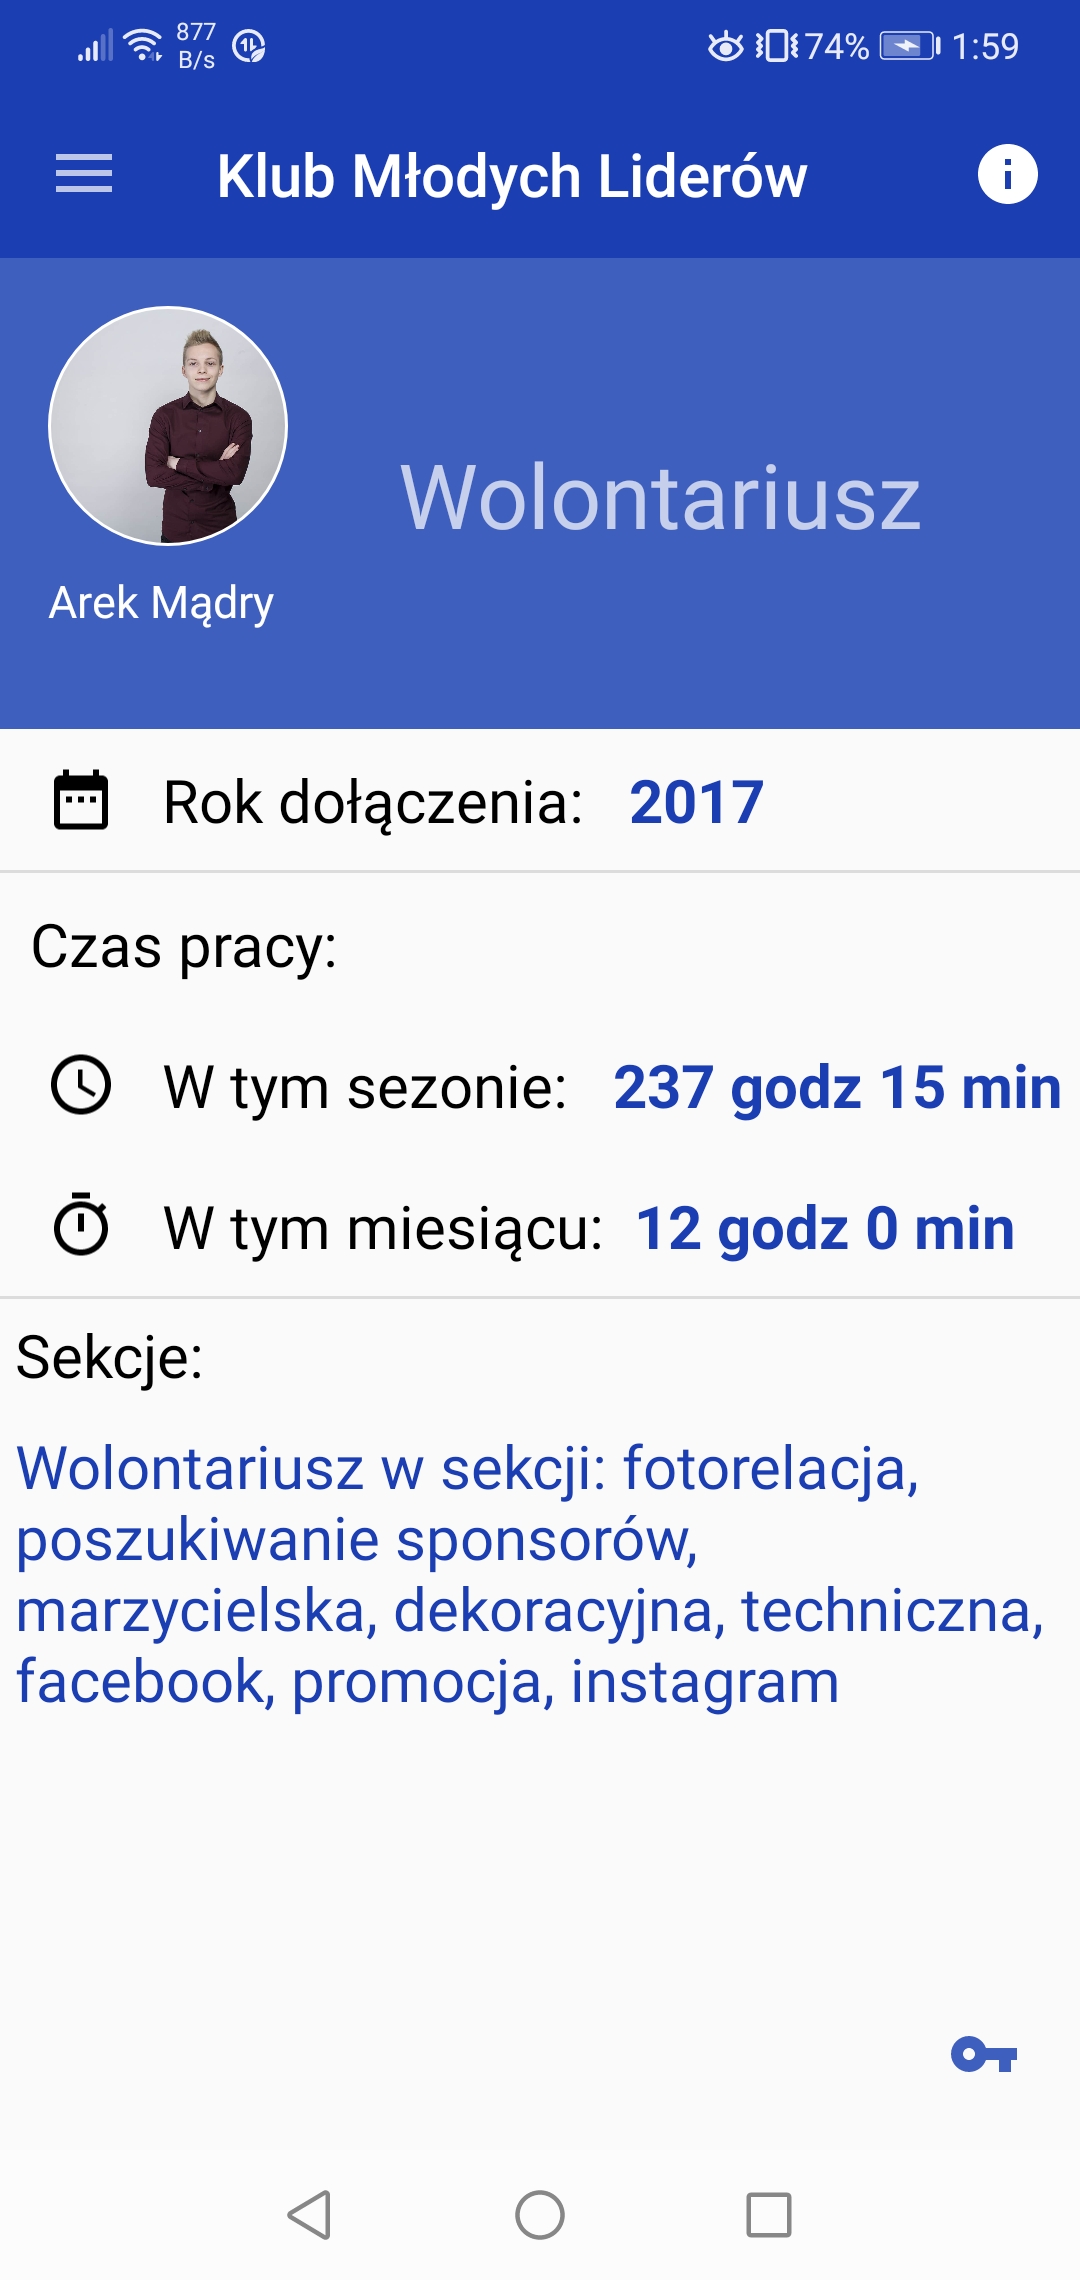 877
B/s
74%
1:59
Klub Młodych Liderów
Wolontariusz
Arek Mądry
Rok dołączenia: 2017
Czas pracy:
W tym sezonie: 237 godz 15 min
W tym miesiącu: 12 godz 0 min
Sekcje:
Wolontariusz w sekcji: fotorelacja,
poszukiwanie sponsorów,
marzycielska, dekoracyjna, techniczna,
facebook, promocja, instagram